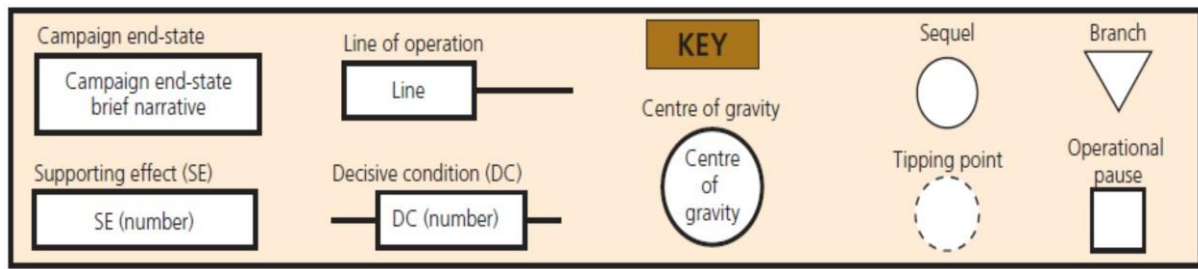 Campaign end-state
Campaign end-state
brief narrative
Supporting effect (SE)
SE (number)
Line of operation
Line
Decisive condition (DC)
DC (number)
KEY
Centre of gravity
Centre
of
gravity
Sequel
Tipping point
Branch
Operational
pause